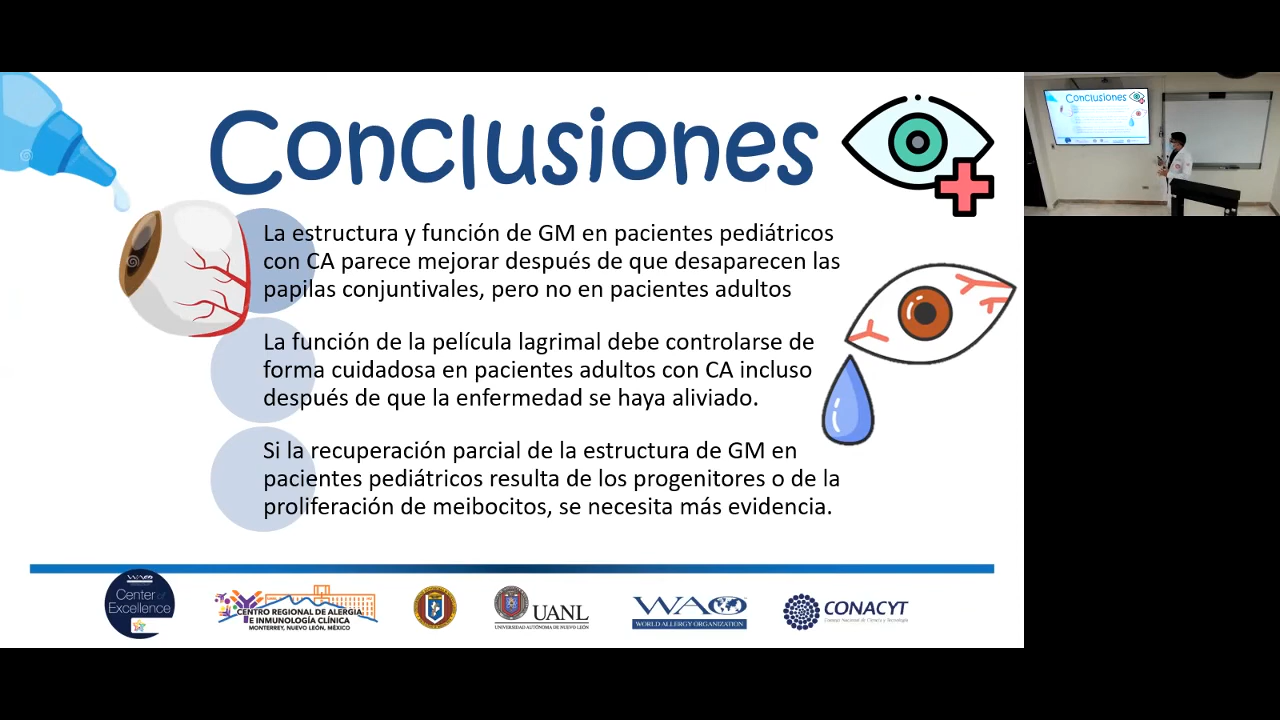 Conclusiones
La estructura y función de GM en pacientes pediátricos
con CA parece mejorar después de que desaparecen las
papilas conjuntivales, pero no en pacientes adultos
La función de la película lagrimal debe controlarse de
forma cuidadosa en pacientes adultos con CA incluso
después de que la enfermedad se haya aliviado.
Si la recuperación parcial de la estructura de GM en
pacientes pediátricos resulta de los progenitores o de la
proliferación de meibocitos, se necesita más evidencia.
WAO
Center of
Excellence
CENTRO REGIONAL DE ALERGIA
E INMUNOLOGÍA CLÍNICA
MONTERREY, NUEVO LEÓN, MÉXICO
UANL
UNIVERSIDAD AUTÓNOMA DE NUEVO LEÓN
WAO
WORLD ALLERGY ORGANIZATION
CONACYT
Consejo Nacional de Ciencia y Tecnología
Conclusiones